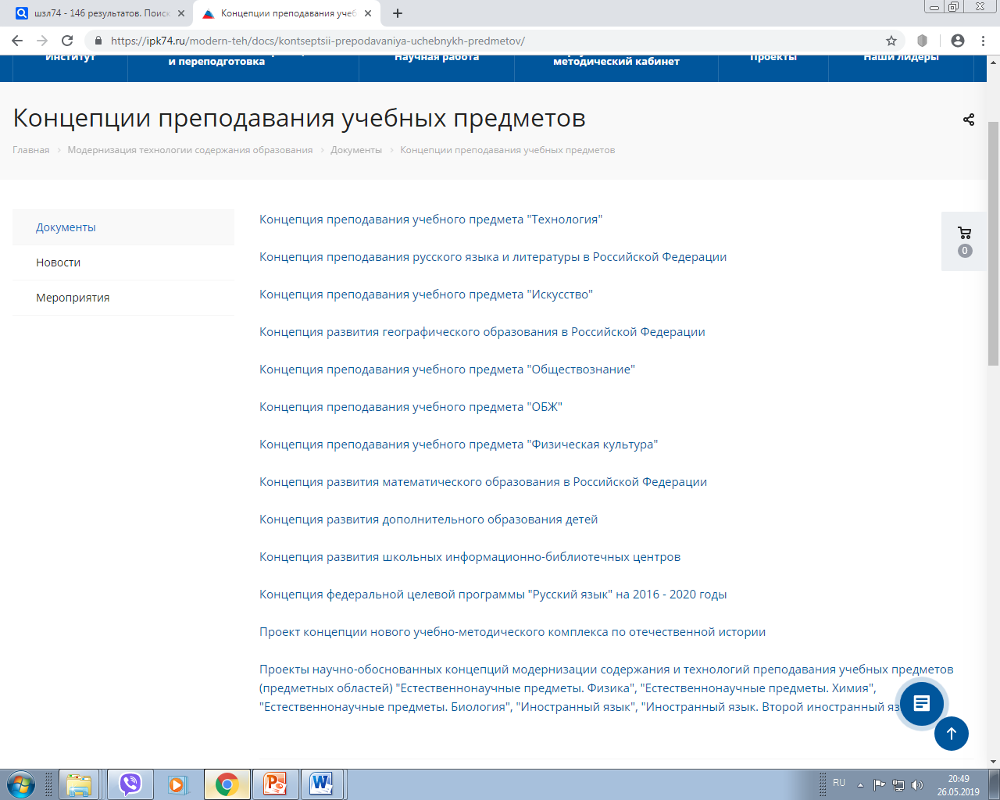 шзл74 - 146 результатов. Поиск
Концепции преподавания учеб
https://ipk74.ru/modern-teh/docs/kontseptsii-prepodavaniya-uchebnykh-predmetov/
Институт
и переподготовка
Научная работа
методический кабинет
Проекты
Наши лидеры
Концепции преподавания учебных предметов
Главная > Модернизация технологии содержания образования > Документы > Концепции преподавания учебных предметов
Документы
Новости
Мероприятия
Концепция преподавания учебного предмета "Технология"
Концепция преподавания русского языка и литературы в Российской Федерации
Концепция преподавания учебного предмета "Искусство"
Концепция развития географического образования в Российской Федерации
Концепция преподавания учебного предмета "Обществознание"
Концепция преподавания учебного предмета "ОБЖ"
Концепция преподавания учебного предмета "Физическая культура"
Концепция развития математического образования в Российской Федерации
Концепция развития дополнительного образования детей
Концепция развития школьных информационно-библиотечных центров
Концепция федеральной целевой программы "Русский язык" на 2016 - 2020 годы
Проект концепции нового учебно-методического комплекса по отечественной истории
Проекты научно-обоснованных концепций модернизации содержания и технологий преподавания учебных предметов
(предметных областей) "Естественнонаучные предметы. Физика", "Естественнонаучные предметы. Химия",
"Естественнонаучные предметы. Биология", "Иностранный язык", "Иностранный язык. Второй иностранный яз
0
RU
20:49
26.05.2019